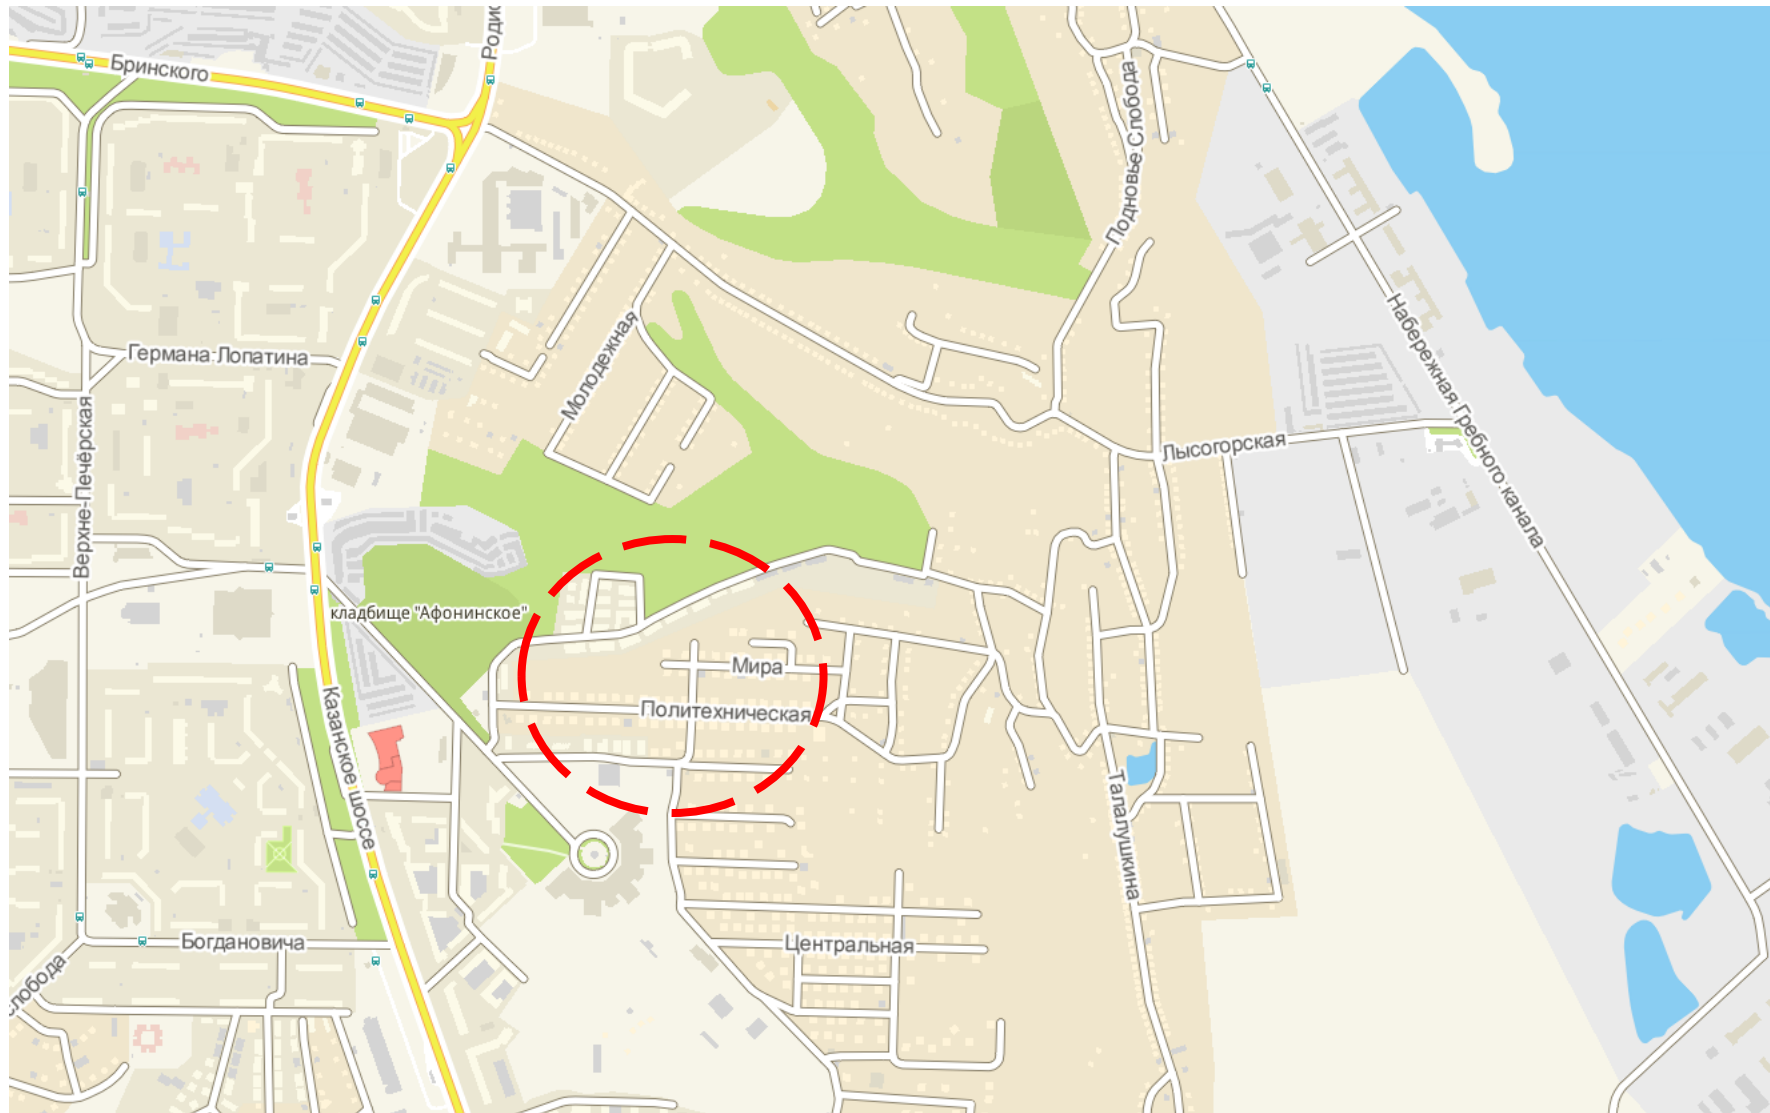 Бринского
Родис
Подновье Слобода
Набережная Гребного канала
Германа Лопатина
Молодежная
Верхне-Печёрская
Лысогорская
кладбище "Афонинское"
Мира
Политехническая
Казанское шоссе
Талалушкина
Богдановича
Центральная
слобода